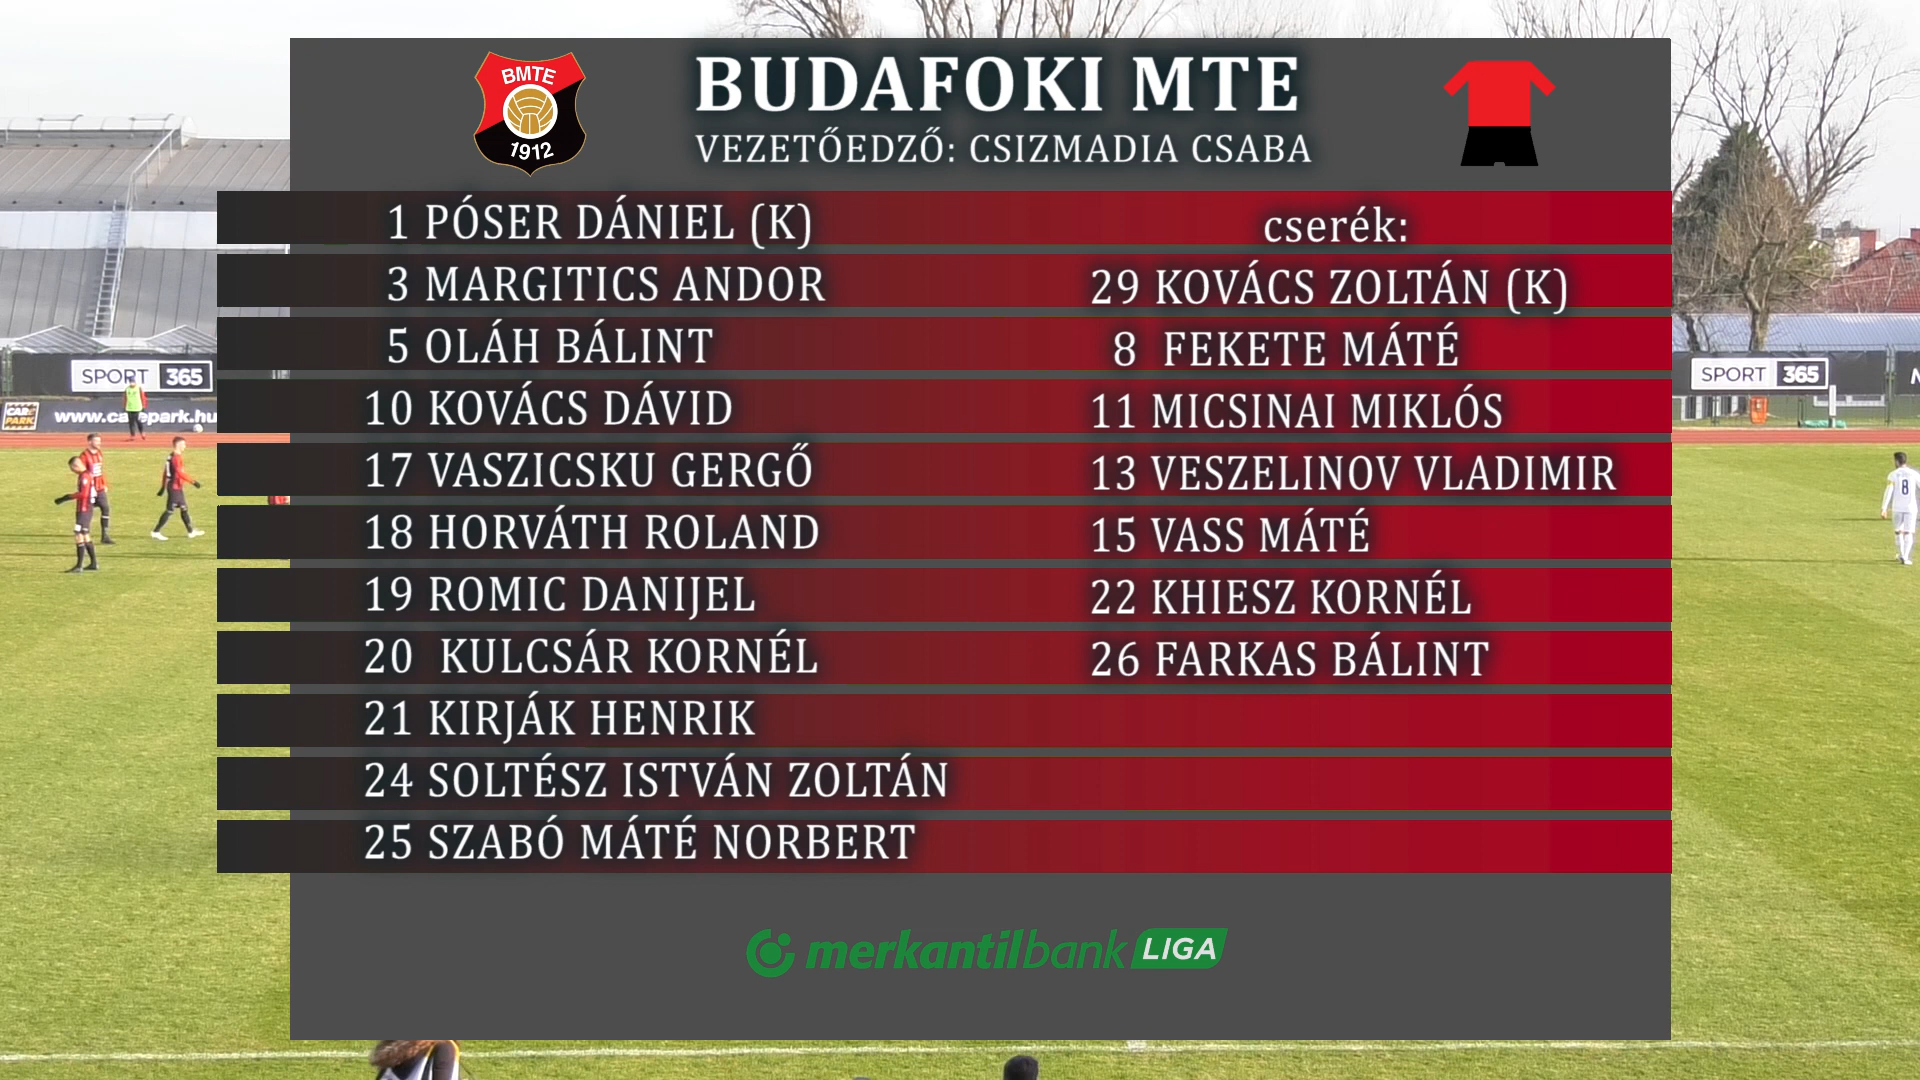 BMTE
1912
BUDAFOKI MTE
VEZETŐEDZŐ: CSIZMADIA CSABA
1 PÓSER DÁNIEL (K)
3 MARGITICS ANDOR
5 OLÁH BÁLINT
10 KOVÁCS DÁVID
17 VASZICSKU GERGŐ
18 HORVÁTH ROLAND
19 ROMIC DANIJEL
20 KULCSÁR KORNÉL
21 KIRJÁK HENRIK
24 SOLTÉSZ ISTVÁN ZOLTÁN
25 SZABÓ MÁTÉ NORBERT
cserék:
29 KOVÁCS ZOLTÁN (K)
8 FEKETE MÁTÉ
11 MICSINAI MIKLÓS
13 VESZELINOV VLADIMIR
15 VASS MÁTÉ
22 KHIESZ KORNÉL
26 FARKAS BÁLINT
merkantilbank LIGA
SPORT 365
CAR PARK
SPORT 365
8